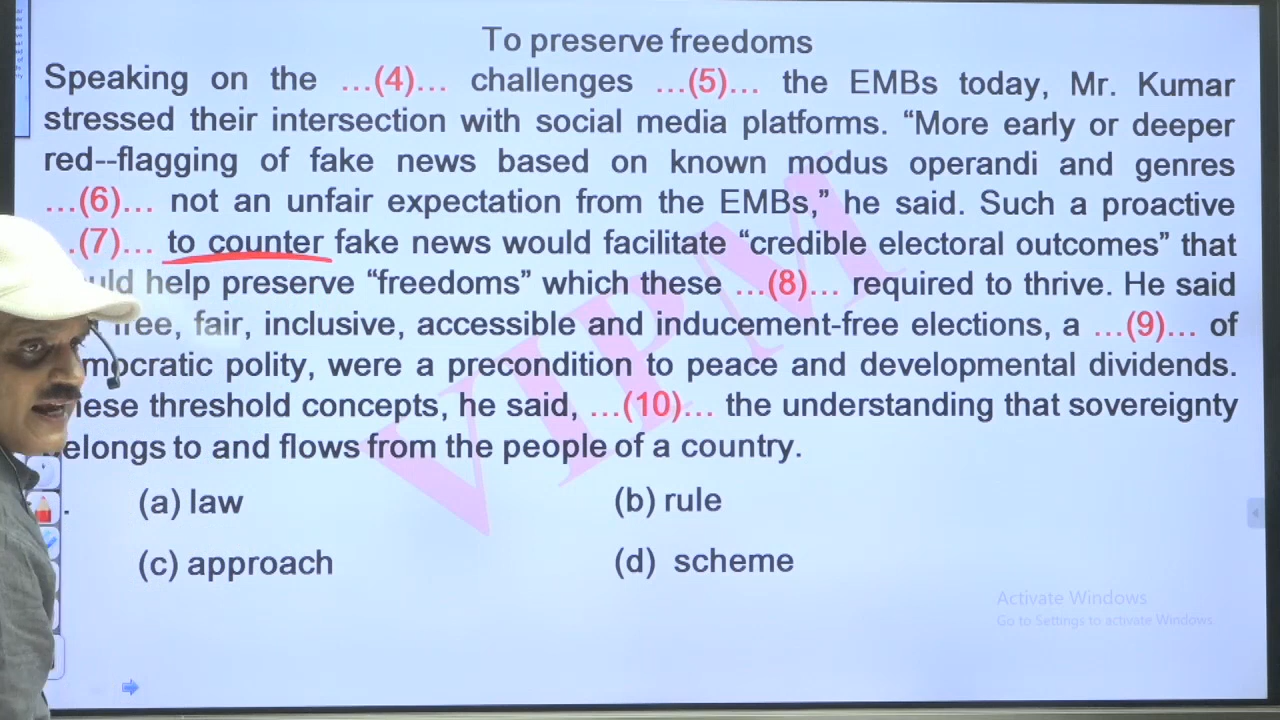 To preserve freedoms
Speaking on the ...(4)... challenges ...(5)... the EMBs today, Mr. Kumar
stressed their intersection with social media platforms. “More early or deeper
red--flagging of fake news based on known modus operandi and genres
...(6)... not an unfair expectation from the EMBs,” he said. Such a proactive
.(7)... to counter fake news would facilitate “credible electoral outcomes” that
help preserve “freedoms” which these ...(8)... required to thrive. He said
free, fair, inclusive, accessible and inducement-free elections, a ...(9)... of
polity, were a precondition to peace and developmental dividends.
threshold concepts, he said, ...(10)... the understanding that sovereignty
to and flows from the people of a country.
VIPM
(a) law (b) rule
(c) approach (d) scheme
Activate Windows
Go to Settings to activate Windows.